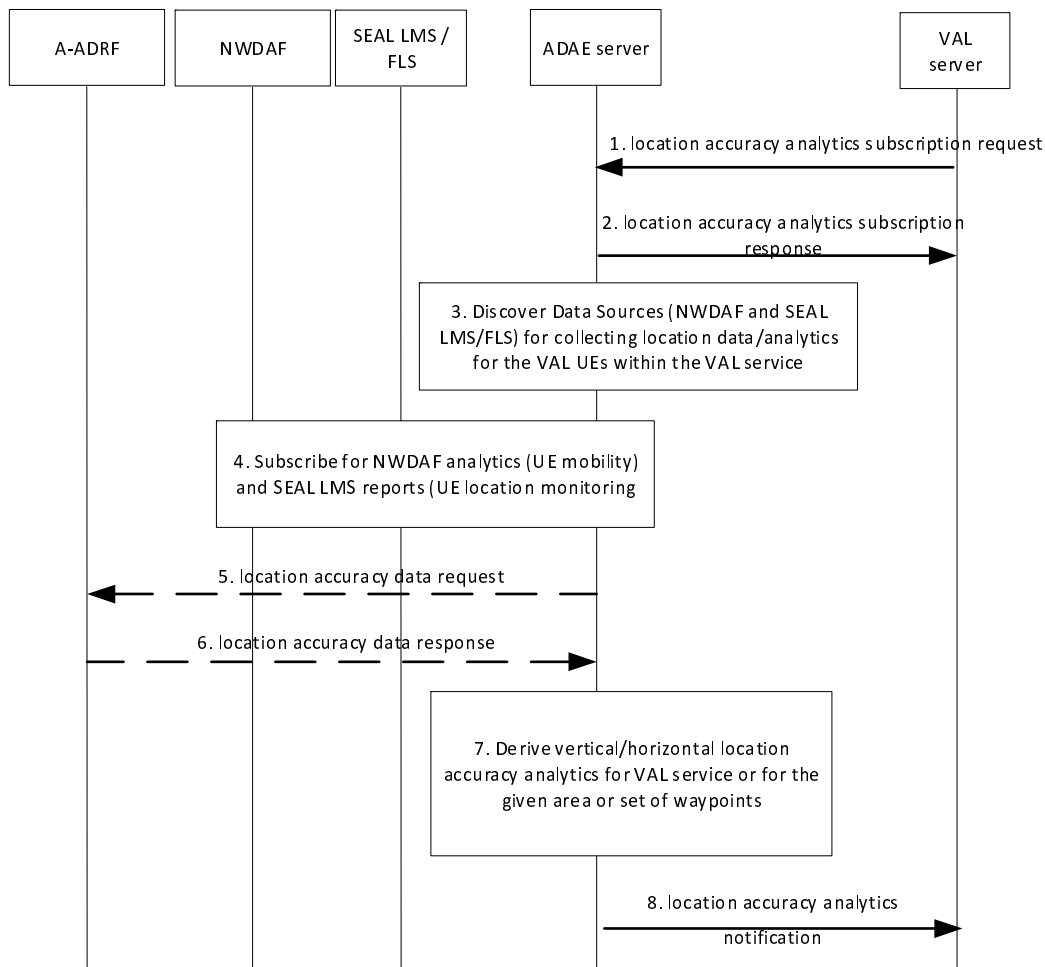 A-ADRF
NWDAF
SEAL LMS /
FLS
ADAE server
VAL
server
1. location accuracy analytics subscription request
2. location accuracy analytics subscription
response
3. Discover Data Sources (NWDAF and SEAL
LMS/FLS) for collecting location data/analytics
for the VAL UEs within the VAL service
4. Subscribe for NWDAF analytics (UE mobility)
and SEAL LMS reports (UE location monitoring
5. location accuracy data request
6. location accuracy data response
7. Derive vertical/horizontal location
accuracy analytics for VAL service or for the
given area or set of waypoints
8. location accuracy analytics
notification